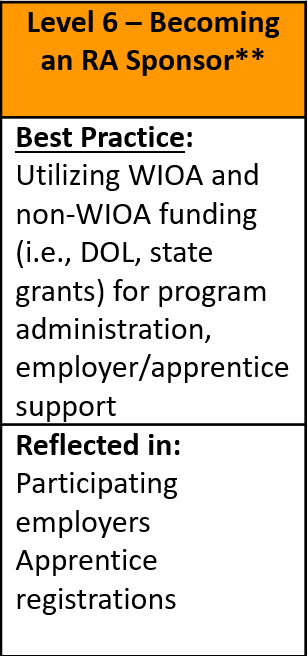 Level 6 – Becoming
an RA Sponsor**
Best Practice:
Utilizing WIOA and
non-WIOA funding
(i.e., DOL, state
grants) for program
administration,
employer/apprentice
support
Reflected in:
Participating
employers
Apprentice
registrations